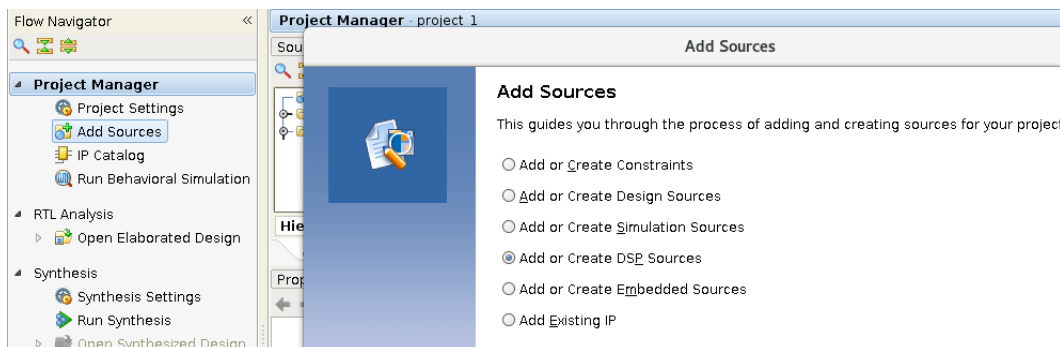 Flow Navigator
Project Manager - project_1
Sou
Add Sources
Project Manager
Project Settings
Add Sources
IP Catalog
Run Behavioral Simulation
RTL Analysis
Open Elaborated Design
Synthesis
Synthesis Settings
Run Synthesis
Open Synthesized Design
Hie
Prop
Add Sources
This guides you through the process of adding and creating sources for your project
Add or Create Constraints
Add or Create Design Sources
Add or Create Simulation Sources
Add or Create DSP Sources
Add or Create Embedded Sources
Add Existing IP